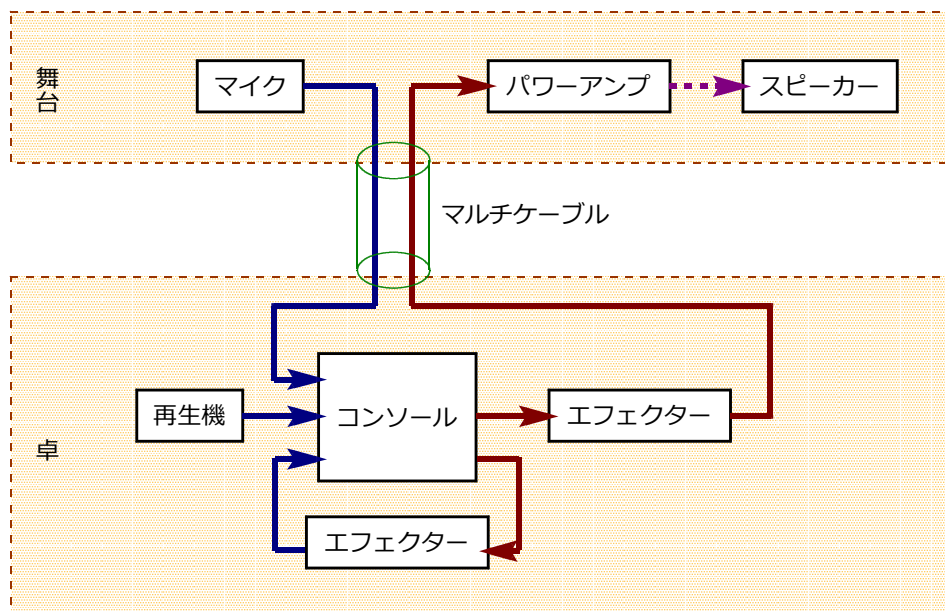 舞台
マイク
パワーアンプ
スピーカー
マルチケーブル
再生機
コンソール
エフェクター
卓
エフェクター